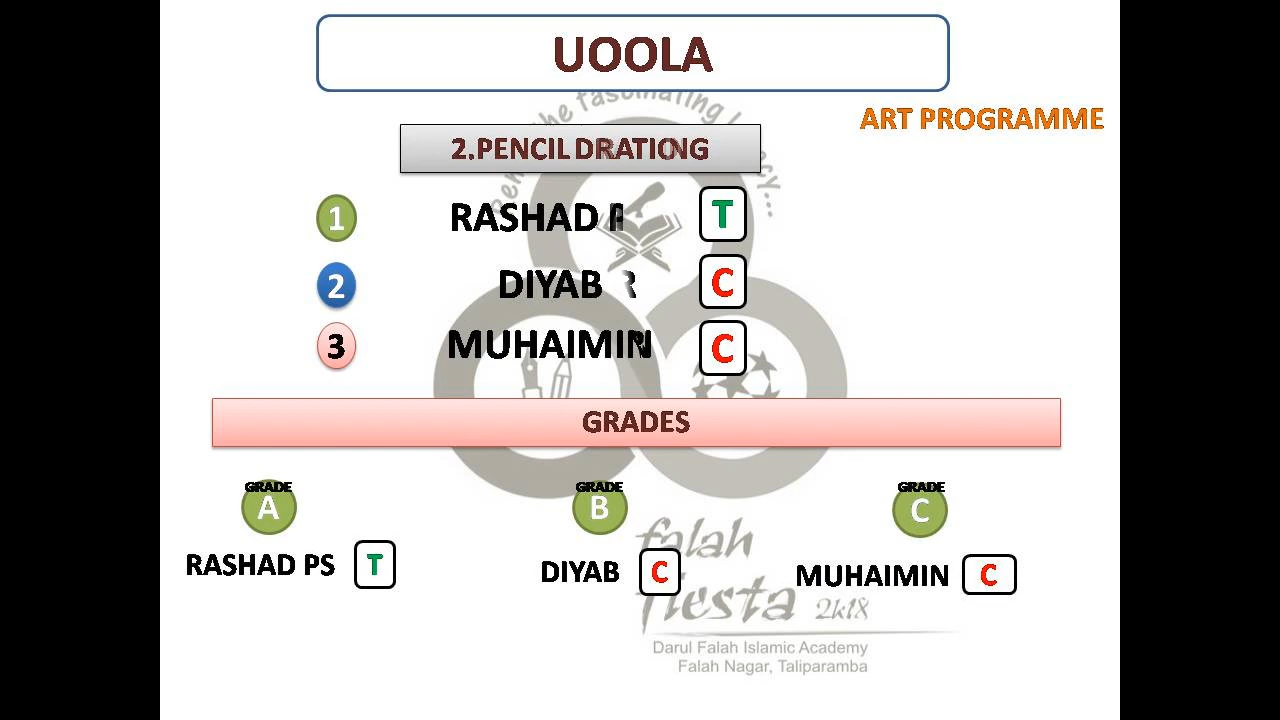 UOOLA
ART PROGRAMME
2.PENCIL
1 RASHAD T
2 DIYAB C
3 MUHAIMIN C
GRADES
GRADE GRADE GRADE
A B C
RASHAD PS T DIYAB C MUHAIMIN C
falah
fiesta 2k18
Darul Falah Islamic Academy
Falah Nagar, Taliparamba